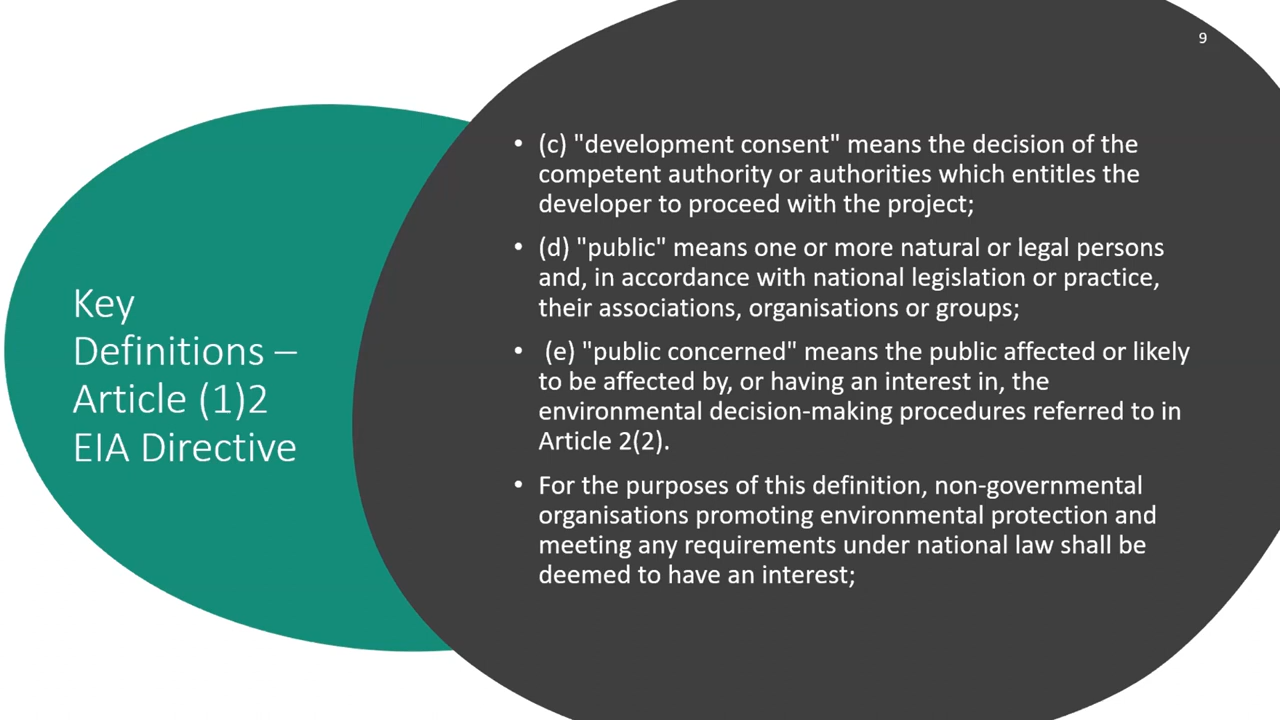 9
Key
Definitions –
Article (1)2
EIA Directive
• (c) "development consent" means the decision of the
competent authority or authorities which entitles the
developer to proceed with the project;
• (d) "public" means one or more natural or legal persons
and, in accordance with national legislation or practice,
their associations, organisations or groups;
• (e) "public concerned" means the public affected or likely
to be affected by, or having an interest in, the
environmental decision-making procedures referred to in
Article 2(2).
• For the purposes of this definition, non-governmental
organisations promoting environmental protection and
meeting any requirements under national law shall be
deemed to have an interest;